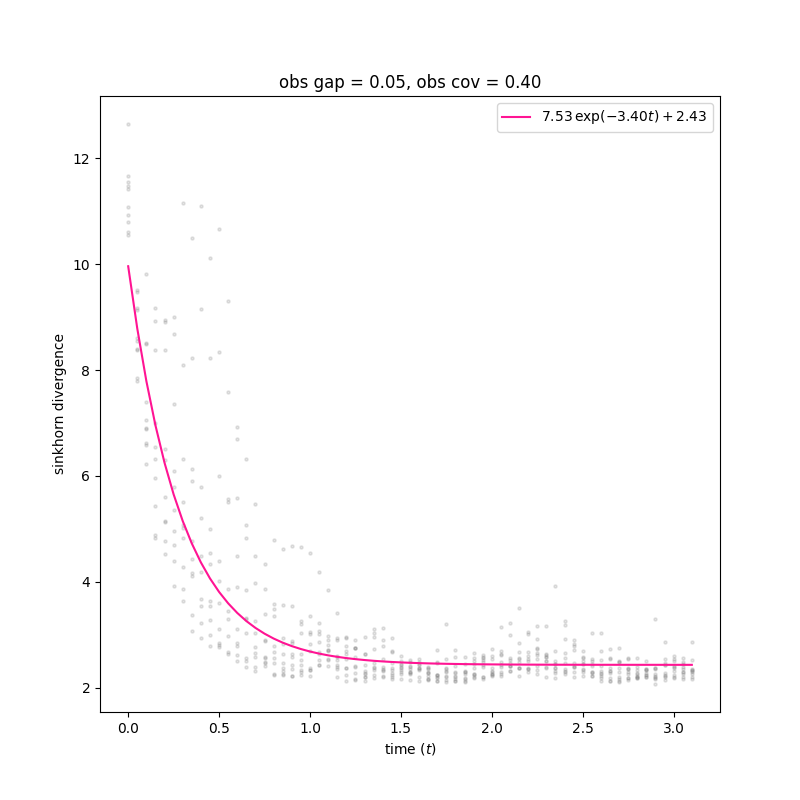 obs gap = 0.05, obs cov = 0.40
7.53 exp(−3.40t) + 2.43
12
10
8
6
4
2
sinkhorn divergence
0.0 0.5 1.0 1.5 2.0 2.5 3.0
time (t)